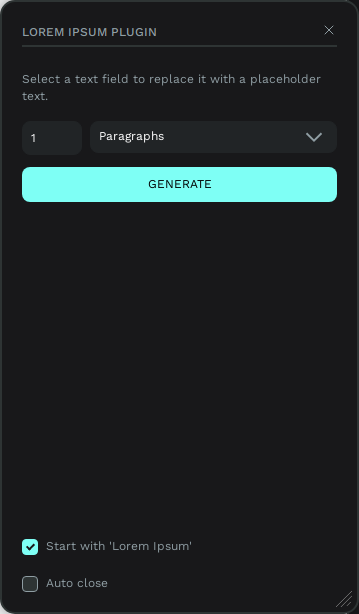 LOREM IPSUM PLUGIN
Select a text field to replace it with a placeholder
text.
1
Paragraphs
GENERATE
Start with 'Lorem Ipsum'
Auto close